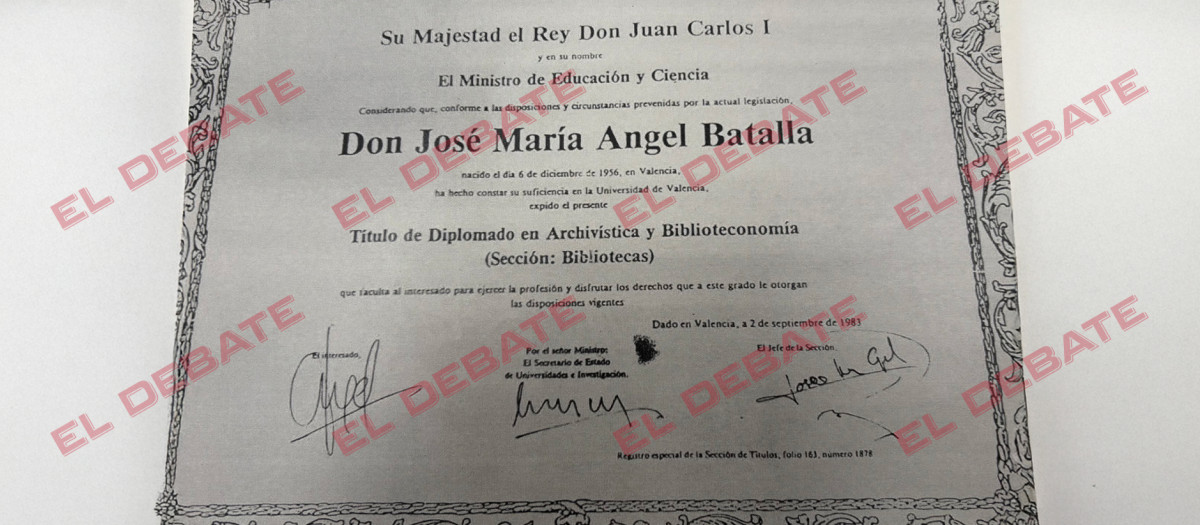 Su Majestad el Rey Don Juan Carlos I
y en su nombre
El Ministro de Educación y Ciencia
Considerando que, conforme a las disposiciones y circunstancias prevenidas por la actual legislación,
Don José María Angel Batalla
nacido el dia 6 de diciembre de 1956, en Valencia,
ha hecho constar su suficiencia en la Universidad de Valencia,
expido el presente
Título de Diplomado en Archivística y Biblioteconomía
(Sección: Bibliotecas)
que faculta al interesado para ejercer la profesión y disfrutar los derechos que a este grado le otorgan
las disposiciones vigentes
Dado en Valencia, a 2 de septiembre de 1983
El interesado,
Por el señor Ministro:
El Secretario de Estado
de Universidades e Investigación.
El Jefe de la Sección.
Registro especial de la Sección de Títulos, folio 163, número 1878
EL DEBATE
EL DEBATE
EL DEBATE
EL DEBATE
EL DEBATE
EL DEBATE
EL DEBATE
EL DEBATE